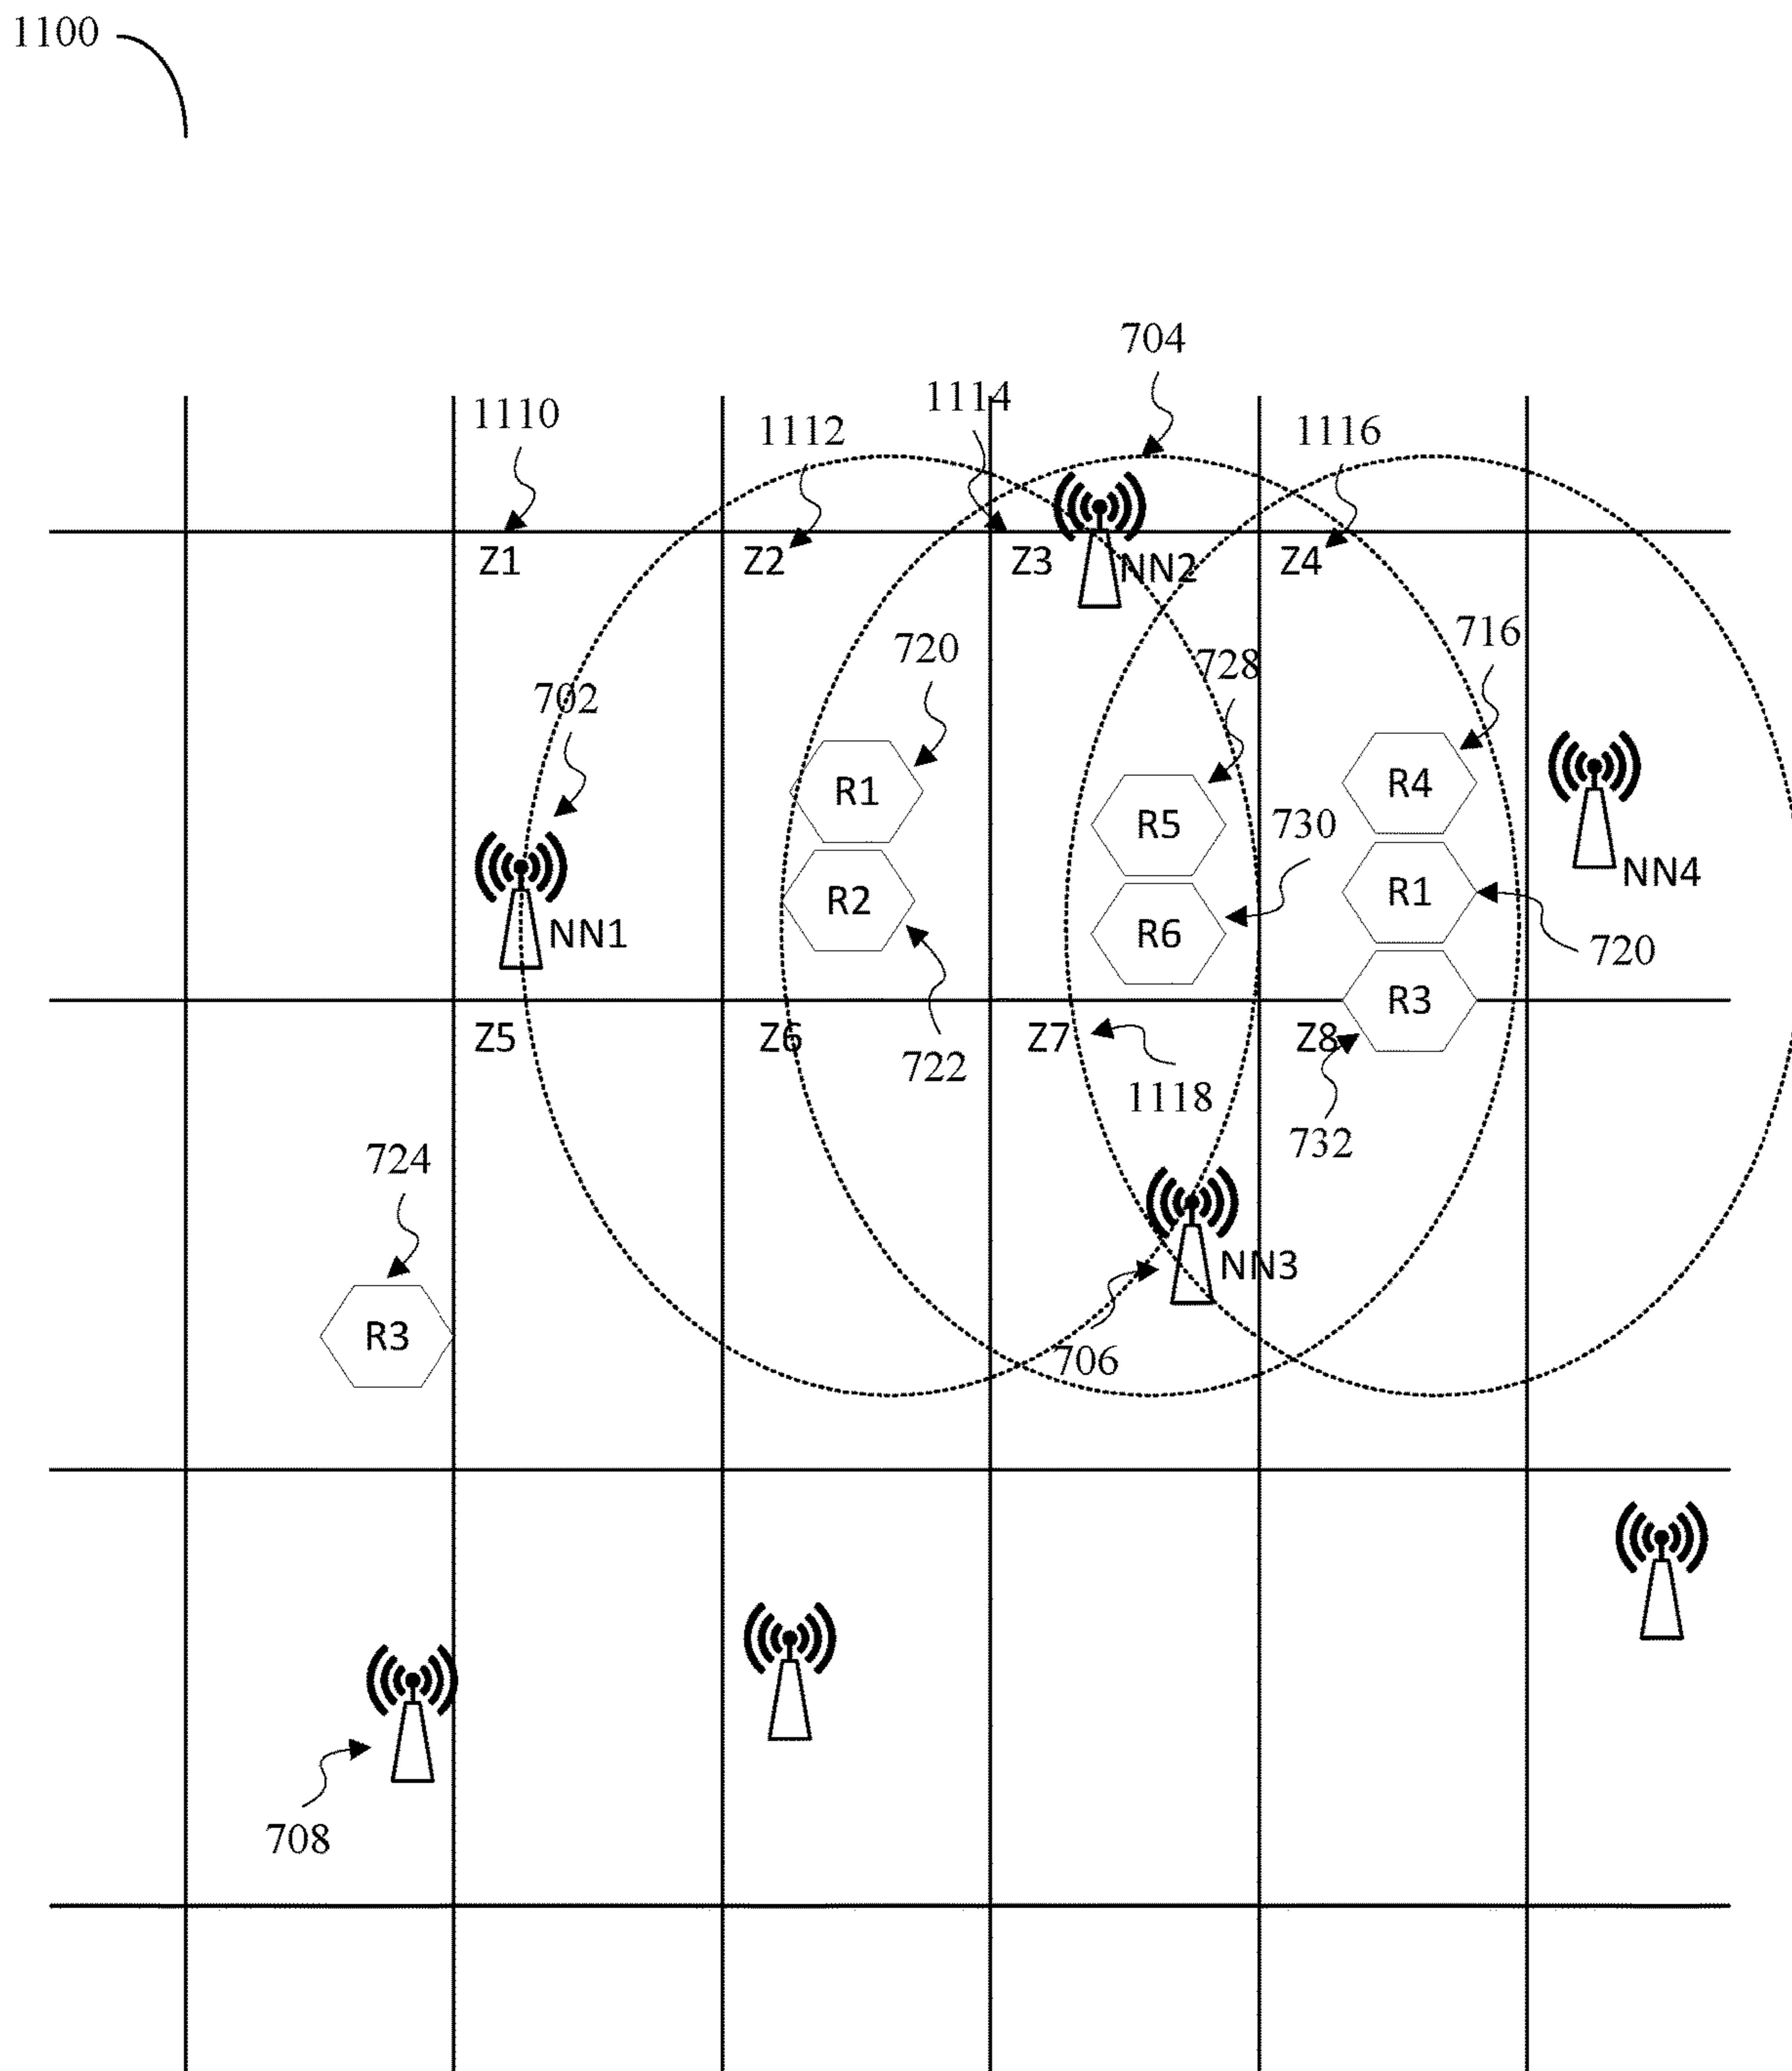 1100
704
1110
1112
1114
1116
Z1
Z2
Z3
NN2
Z4
720
728
716
702
R1
R5
R4
730
NN4
R2
R6
R1
NN1
720
R3
Z5
Z6
Z7
Z8
722
1118
732
724
NN3
R3
706
708